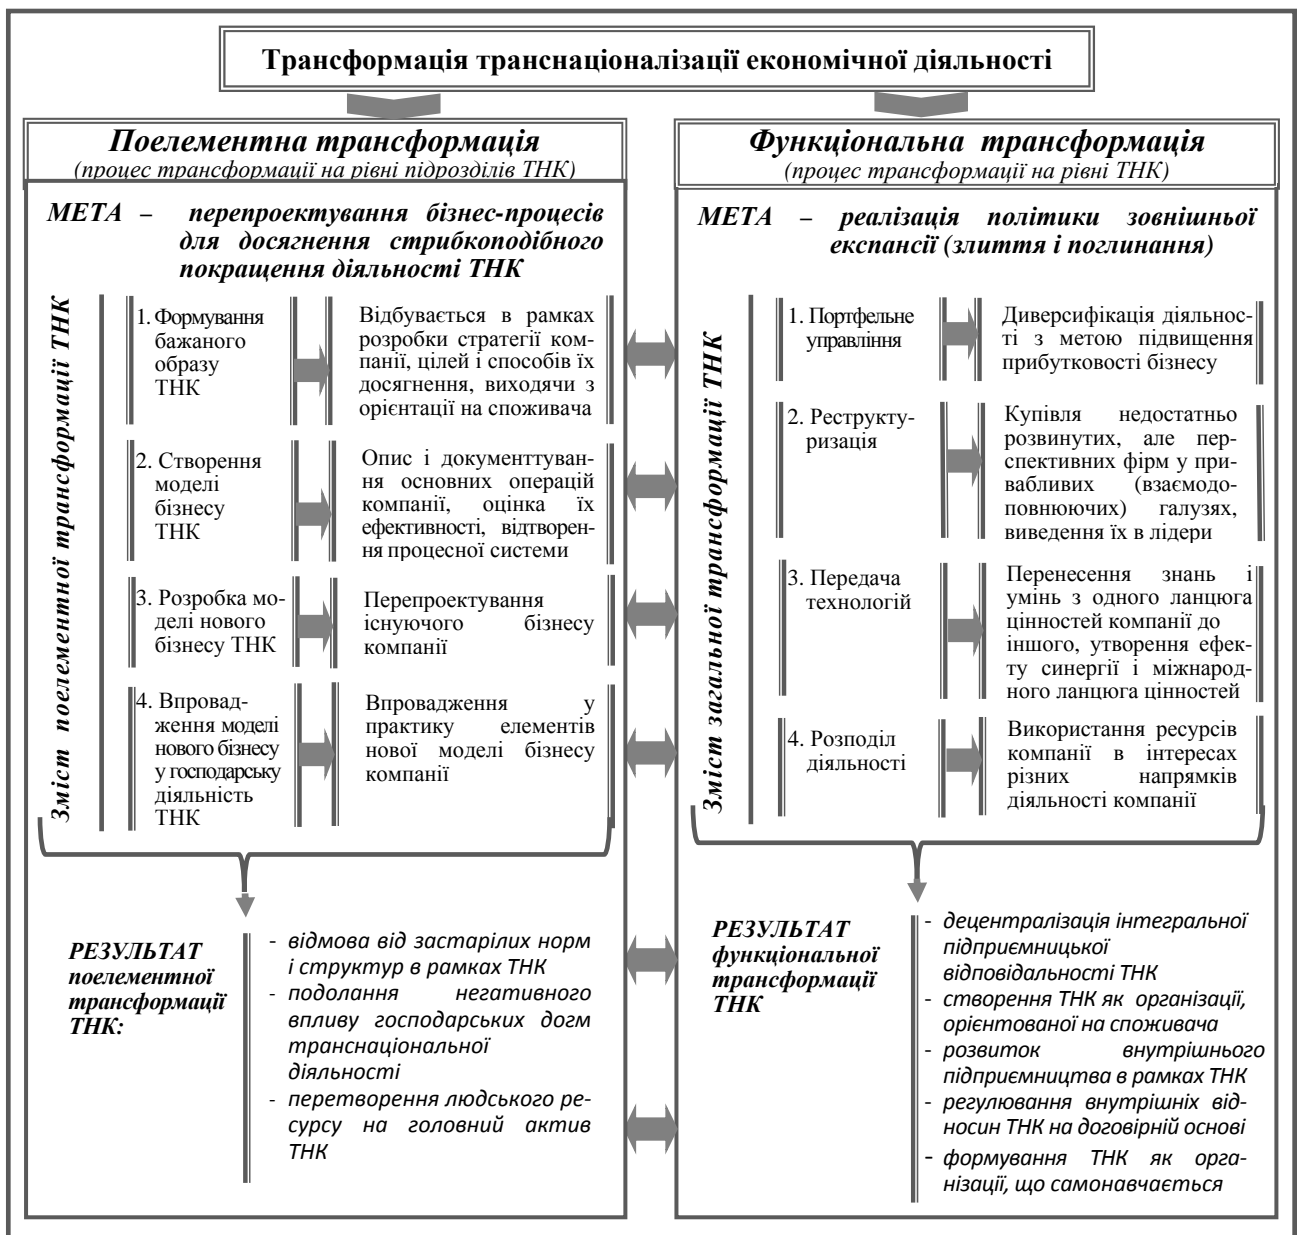 Трансформація транснаціоналізації економічної діяльності
Поелементна трансформація
(процес трансформації на рівні підрозділів ТНК)
МЕТА – перепроектування бізнес-процесів
для досягнення стрибкоподібного
покращення діяльності ТНК
Зміст поелементної трансформації ТНК
1. Формування
бажаного
образу
ТНК
Відбувається в рамках
розробки стратегії ком-
панії, цілей і способів їх
досягнення, виходячи з
орієнтації на споживача
2. Створення
моделі
бізнесу
ТНК
Опис і документтуван-
ня основних операцій
компанії, оцінка їх
ефективності, відтворен-
ня процесної системи
3. Розробка мо-
делі нового
бізнесу ТНК
Перепроектування
існуючого бізнесу
компанії
4. Впровад-
ження моделі
нового бізнесу
у господарську
діяльність
ТНК
Впровадження у
практику елементів
нової моделі бізнесу
компанії
РЕЗУЛЬТАТ
поелементної
трансформації
ТНК:
- відмова від застарілих норм
і структур в рамках ТНК
- подолання негативного
впливу господарських догм
транснаціональної
діяльності
- перетворення людського ре-
сурсу на головний актив
ТНК
Функціональна трансформація
(процес трансформації на рівні ТНК)
МЕТА – реалізація політики зовнішньої
експансії (злиття і поглинання)
Зміст загальної трансформації ТНК
1. Портфельне
управління
Диверсифікація діяльнос-
ті з метою підвищення
прибутковості бізнесу
2. Реструкту-
ризація
Купівля недостатньо
розвинутих, але пер-
спективних фірм у при-
вабливих (взаємодо-
повнюючих) галузях,
виведення їх в лідери
3. Передача
технологій
Перенесення знань і
умінь з одного ланцюга
цінностей компанії до
іншого, утворення ефек-
ту синергії і міжнарод-
ного ланцюга цінностей
4. Розподіл
діяльності
Використання ресурсів
компанії в інтересах
різних напрямків
діяльності компанії
РЕЗУЛЬТАТ
функціональної
трансформації
ТНК
- децентралізація інтегральної
підприємницької
відповідальності ТНК
- створення ТНК як організації,
орієнтованої на споживача
- розвиток внутрішнього
підприємництва в рамках ТНК
- регулювання внутрішніх від-
носин ТНК на договірній основі
- формування ТНК як орга-
нізації, що самонавчається